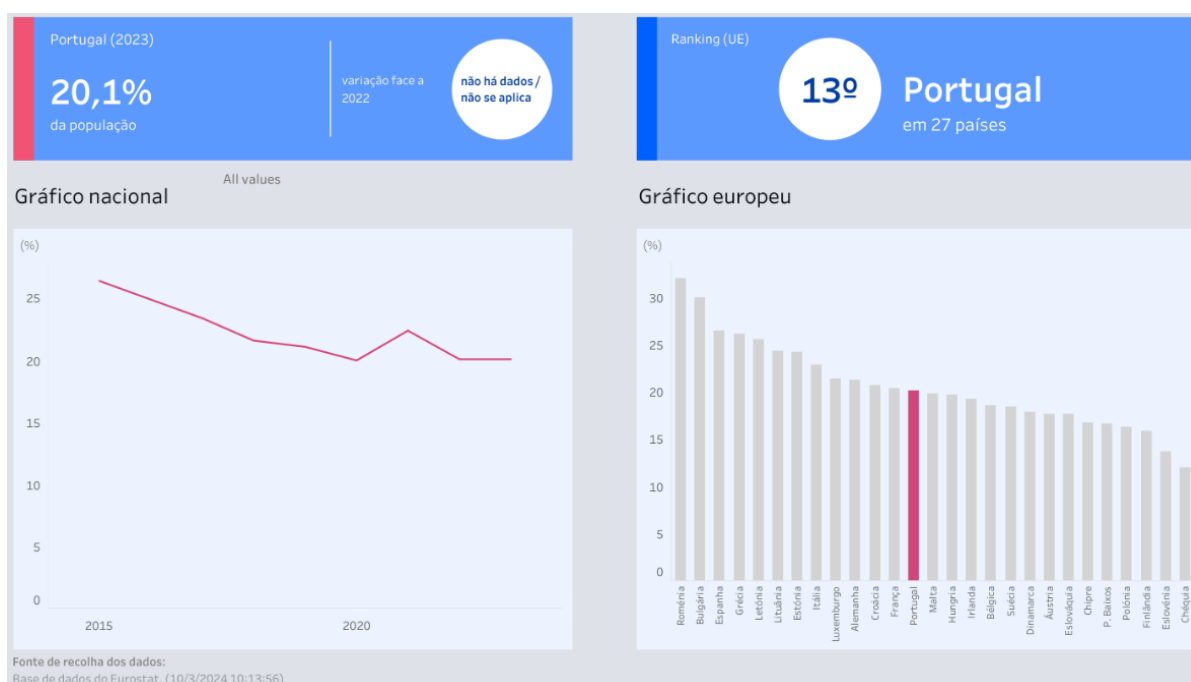 Portugal (2023)
20,1%
da população
variação face a
2022
não há dados /
não se aplica
Ranking (UE)
13º
Portugal
em 27 países
All values
Gráfico nacional
(%)
25
20
15
10
5
0
2015
2020
Gráfico europeu
(%)
30
25
20
15
10
5
0
Roménia
Bulgária
Espanha
Grécia
Letónia
Lituânia
Estónia
Itália
Luxemburgo
Alemanha
Croácia
França
Portugal
Malta
Hungria
Irlanda
Bélgica
Suécia
Dinamarca
Áustria
Eslováquia
Chipre
P. Baixos
Polónia
Finlândia
Eslovénia
Chéquia
Fonte de recolha dos dados:
Base de dados do Eurostat, (10/3/2024 10:13:56)